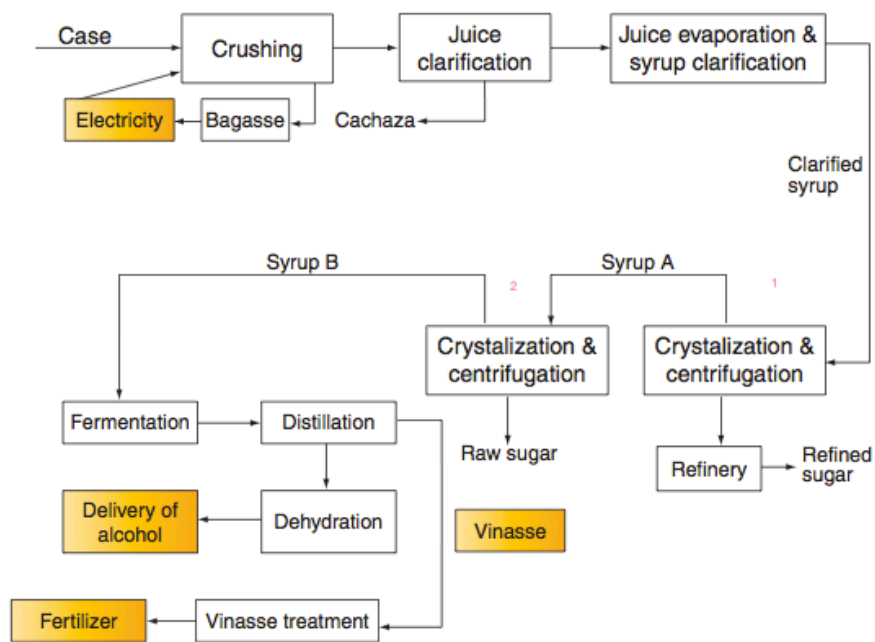 Case
Crushing
Juice
clarification
Juice evaporation &
syrup clarification
Electricity
Bagasse
Cachaza
Clarified
syrup
Syrup B
Syrup A
2
1
Crystalization &
centrifugation
Crystalization &
centrifugation
Fermentation
Distillation
Raw sugar
Refinery
Refined
sugar
Delivery of
alcohol
Dehydration
Vinasse
Fertilizer
Vinasse treatment